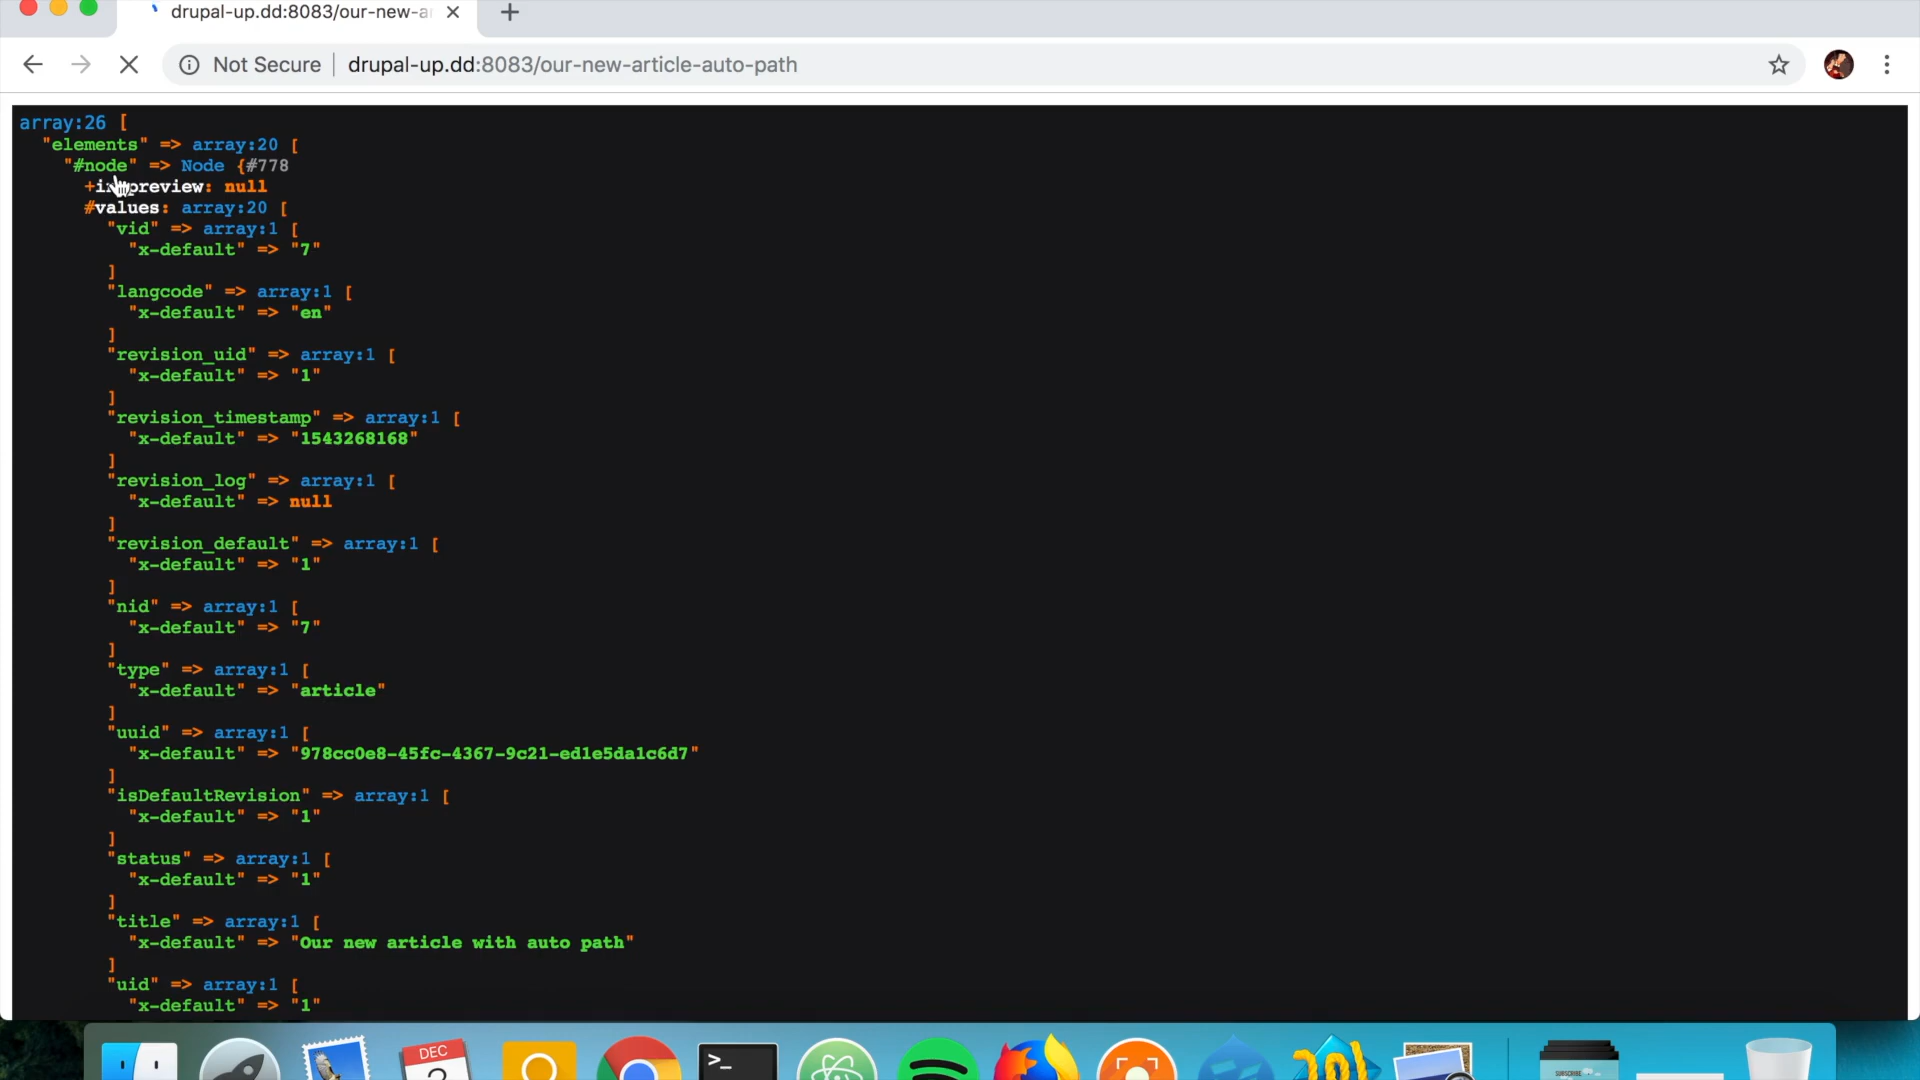 drupal-up.dd:8083/our-new-a
Not Secure
drupal-up.dd:8083/our-new-article-auto-path
array:26 [
"elements" => array:20 [
"#node" => Node {#778
preview: null
#values: array:20 [
"vid" => array:1 [
"x-default" => "7"
]
"langcode" => array:1 [
"x-default" => "en"
]
"revision_uid" => array:1 [
"x-default" => "1"
]
"revision_timestamp" => array:1 [
"x-default" => "1543268168"
]
"revision_log" => array:1 [
"x-default" => null
]
"revision_default" => array:1 [
"x-default" => "1"
]
"nid" => array:1 [
"x-default" => "7"
]
"type" => array:1 [
"x-default" => "article"
]
"uuid" => array:1 [
"x-default" => "978cc0e8-45fc-4367-9c21-ed1e5da1c6d7"
]
"isDefaultRevision" => array:1 [
"x-default" => "1"
]
"status" => array:1 [
"x-default" => "1"
]
"title" => array:1 [
"x-default" => "Our new article with auto path"
]
"uid" => array:1 [
"x-default" => "1"
DEC
>_
SUBSCRIBE